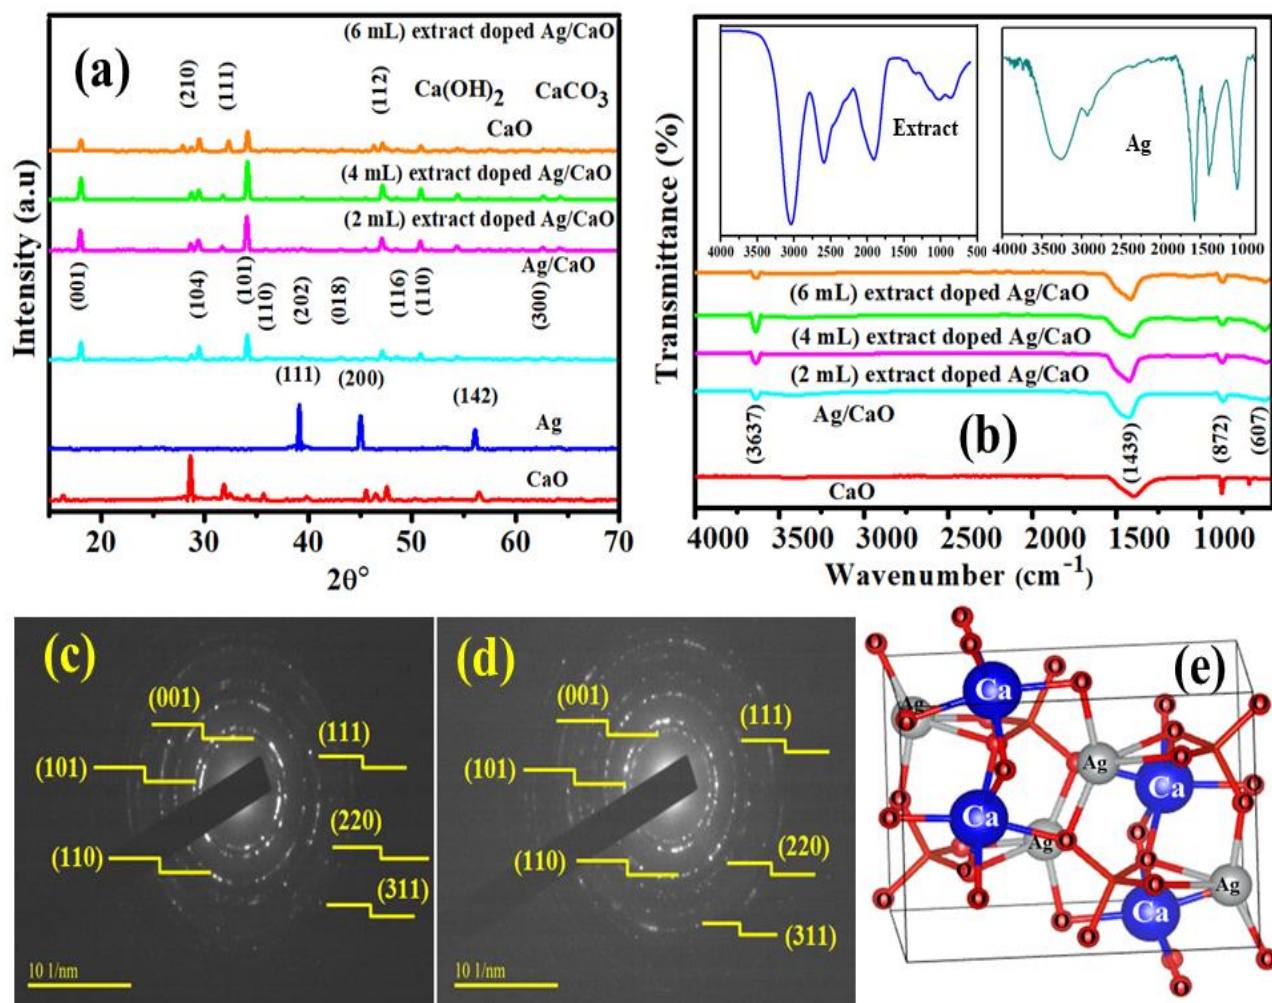 (a)
(6 mL) extract doped Ag/CaO
(210) (111) (112) Ca(OH)2 CaCO3
CaO
(4 mL) extract doped Ag/CaO
(2 mL) extract doped Ag/CaO
Ag/CaO
(001) (104) (101) (110) (202) (018) (116) (110) (300)
(111) (200) (142)
Ag
CaO
Intensity (a.u)
20 30 40 50 60 70
2θ°
Extract
4000 3500 3000 2500 2000 1500 1000 500
Ag
4000 3000 2000 1500 1000
(6 mL) extract doped Ag/CaO
(4 mL) extract doped Ag/CaO
(2 mL) extract doped Ag/CaO
Ag/CaO
(b)
(3637) (1439) (872) (607)
CaO
Transmittance (%)
4000 3500 3000 2500 2000 1500 1000
Wavenumber (cm-1)
(c)
(001)
(111)
(101)
(220)
(110)
(311)
10 1/nm
(d)
(001)
(111)
(101)
(110)
(220)
(311)
10 1/nm
(e)
O O O O O O O O O O O O O O O O O O O O O O O O O O O O O O
Ca Ca Ca Ca
Ag Ag Ag Ag